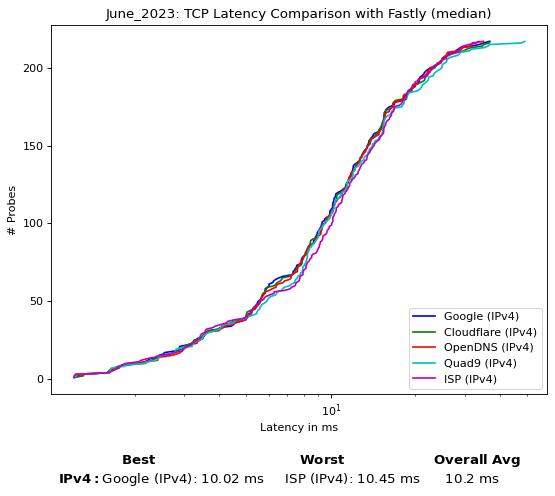 June_2023: TCP Latency Comparison with Fastly (median)
# Probes
200
150
100
50
0
10^1
Latency in ms
Google (IPv4)
Cloudflare (IPv4)
OpenDNS (IPv4)
Quad9 (IPv4)
ISP (IPv4)
Best Worst Overall Avg
IPv4: Google (IPv4): 10.02 ms ISP (IPv4): 10.45 ms 10.2 ms